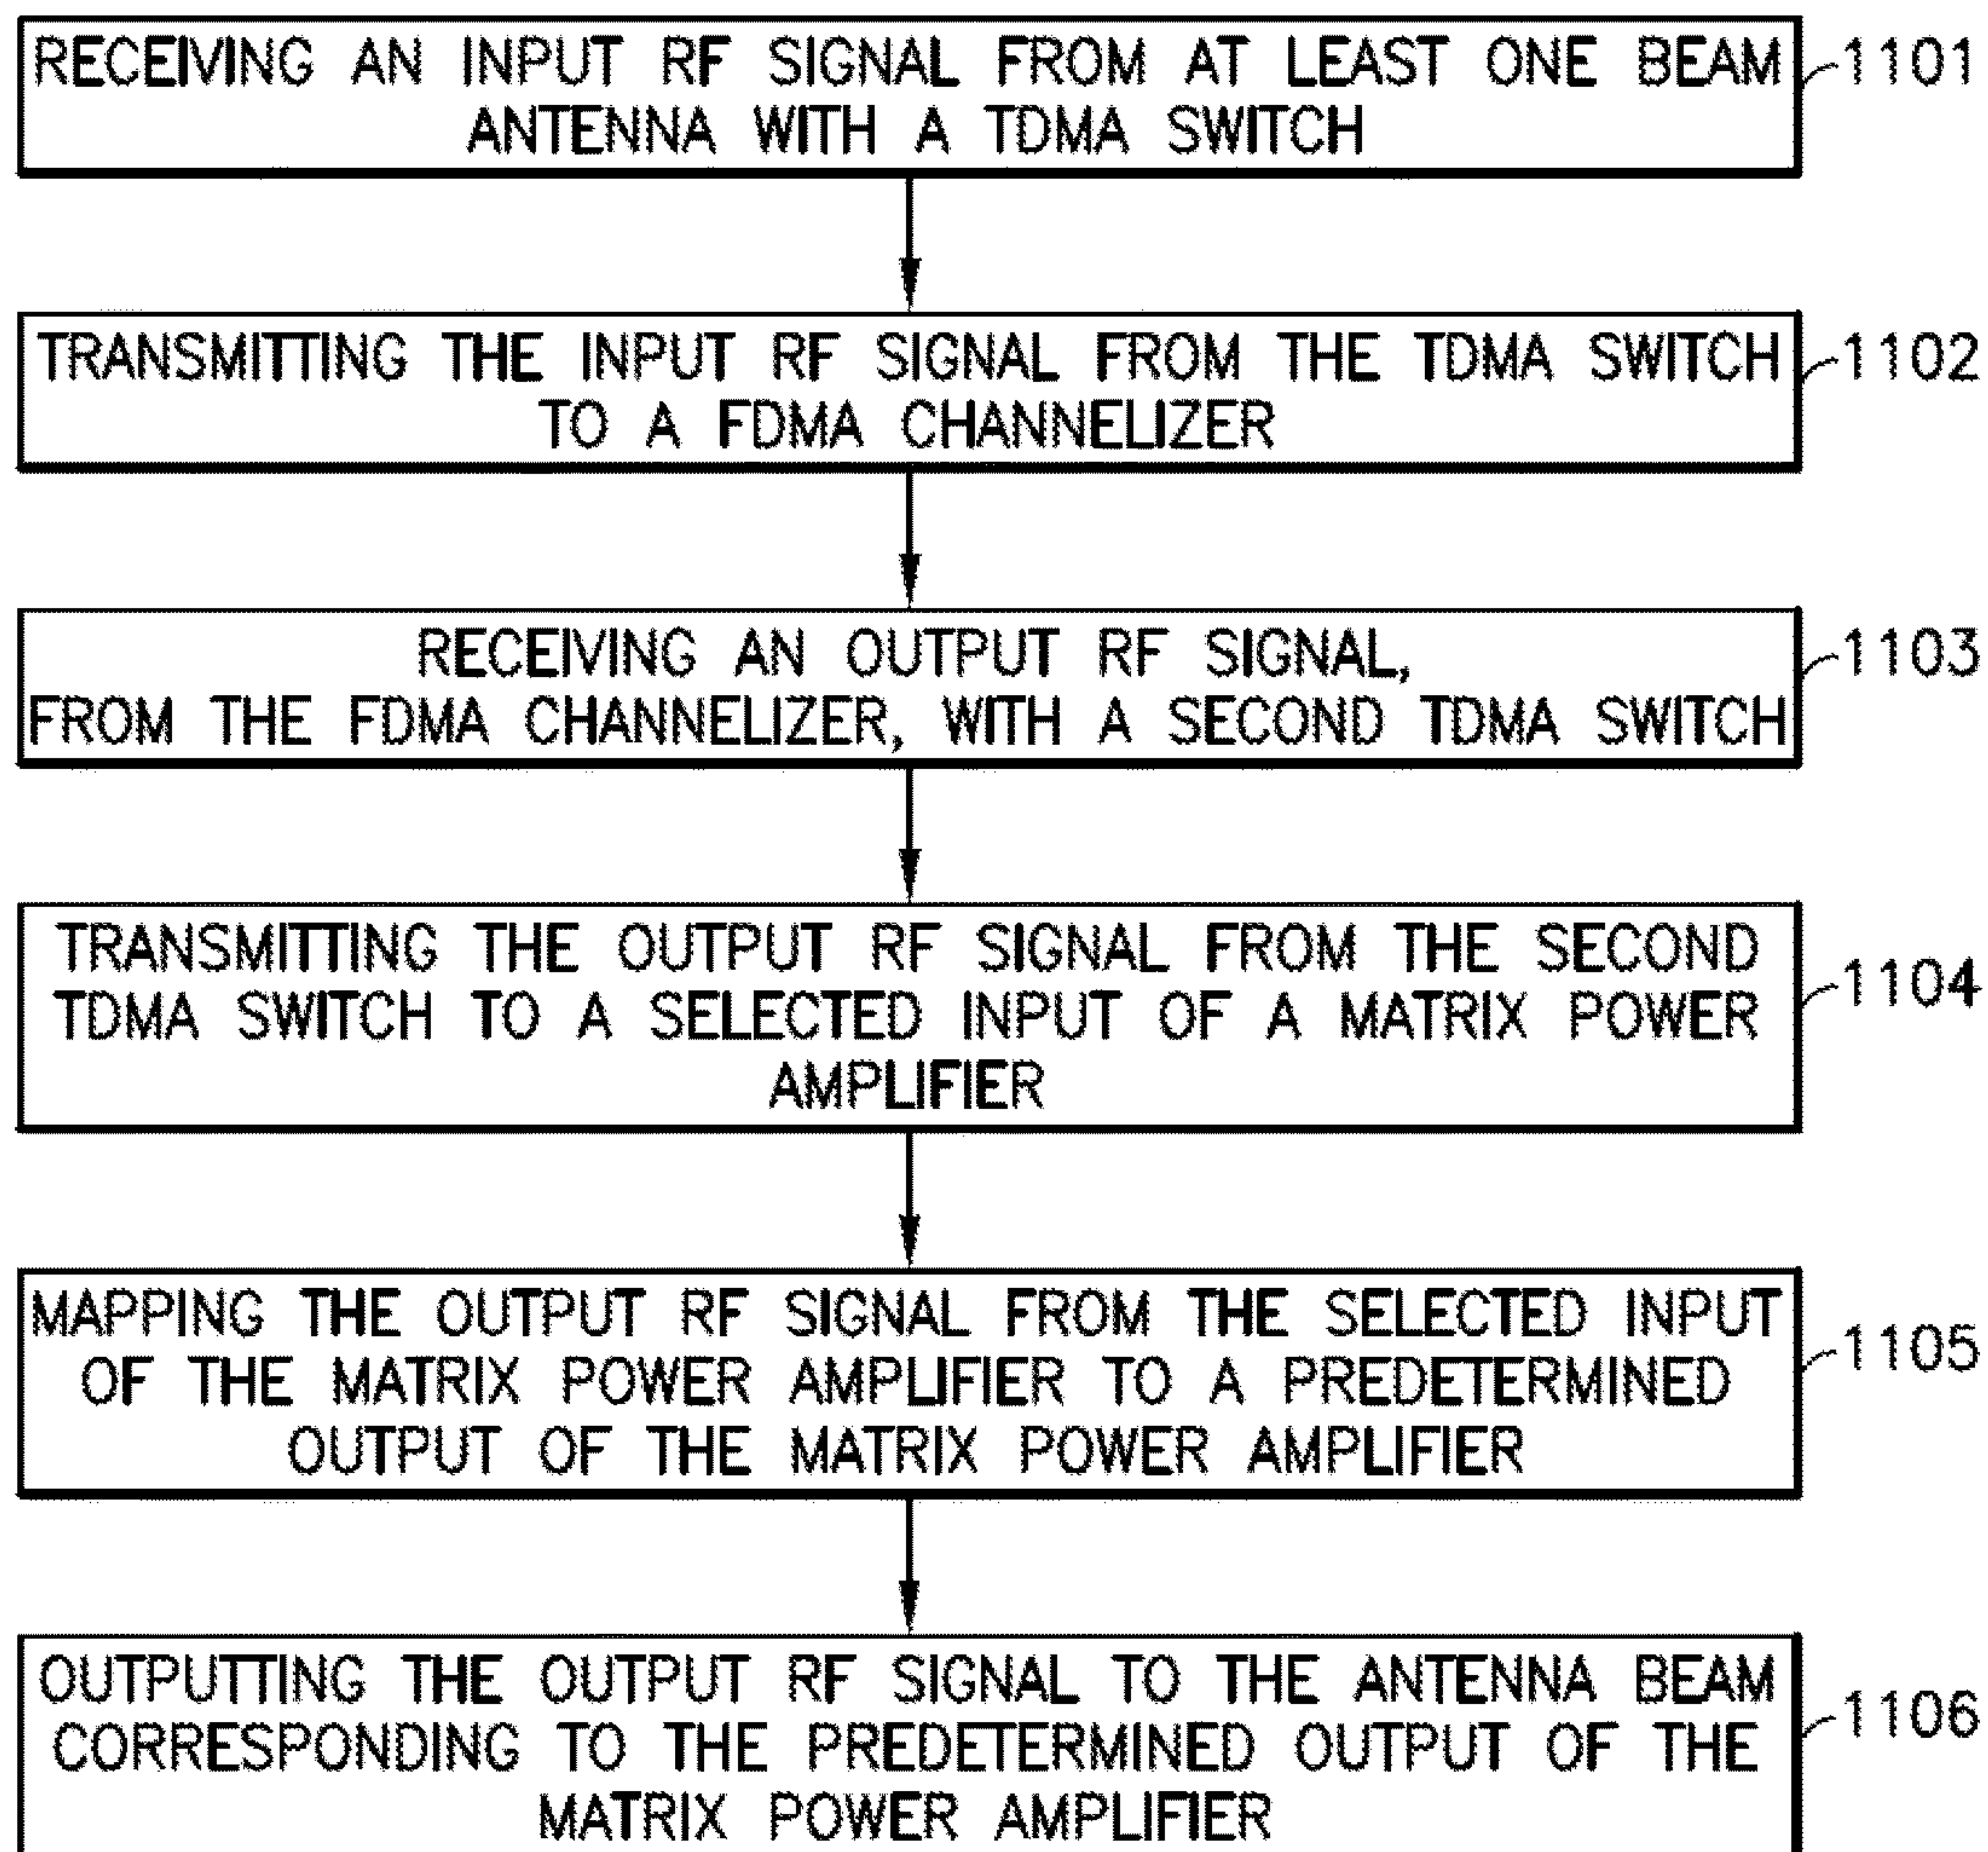 RECEIVING AN INPUT RF SIGNAL FROM AT LEAST ONE BEAM
ANTENNA WITH A TDMA SWITCH
1101
TRANSMITTING THE INPUT RF SIGNAL FROM THE TDMA SWITCH
TO A FDMA CHANNELIZER
1102
RECEIVING AN OUTPUT RF SIGNAL,
FROM THE FDMA CHANNELIZER, WITH A SECOND TDMA SWITCH
1103
TRANSMITTING THE OUTPUT RF SIGNAL FROM THE SECOND
TDMA SWITCH TO A SELECTED INPUT OF A MATRIX POWER
AMPLIFIER
1104
MAPPING THE OUTPUT RF SIGNAL FROM THE SELECTED INPUT
OF THE MATRIX POWER AMPLIFIER TO A PREDETERMINED
OUTPUT OF THE MATRIX POWER AMPLIFIER
1105
OUTPUTTING THE OUTPUT RF SIGNAL TO THE ANTENNA BEAM
CORRESPONDING TO THE PREDETERMINED OUTPUT OF THE
MATRIX POWER AMPLIFIER
1106